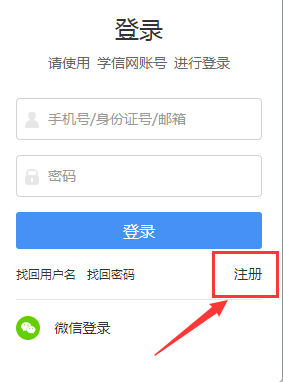 登录
请使用 学信网账号 进行登录
手机号/身份证号/邮箱
密码
登录
找回用户名 找回密码 注册
微信登录